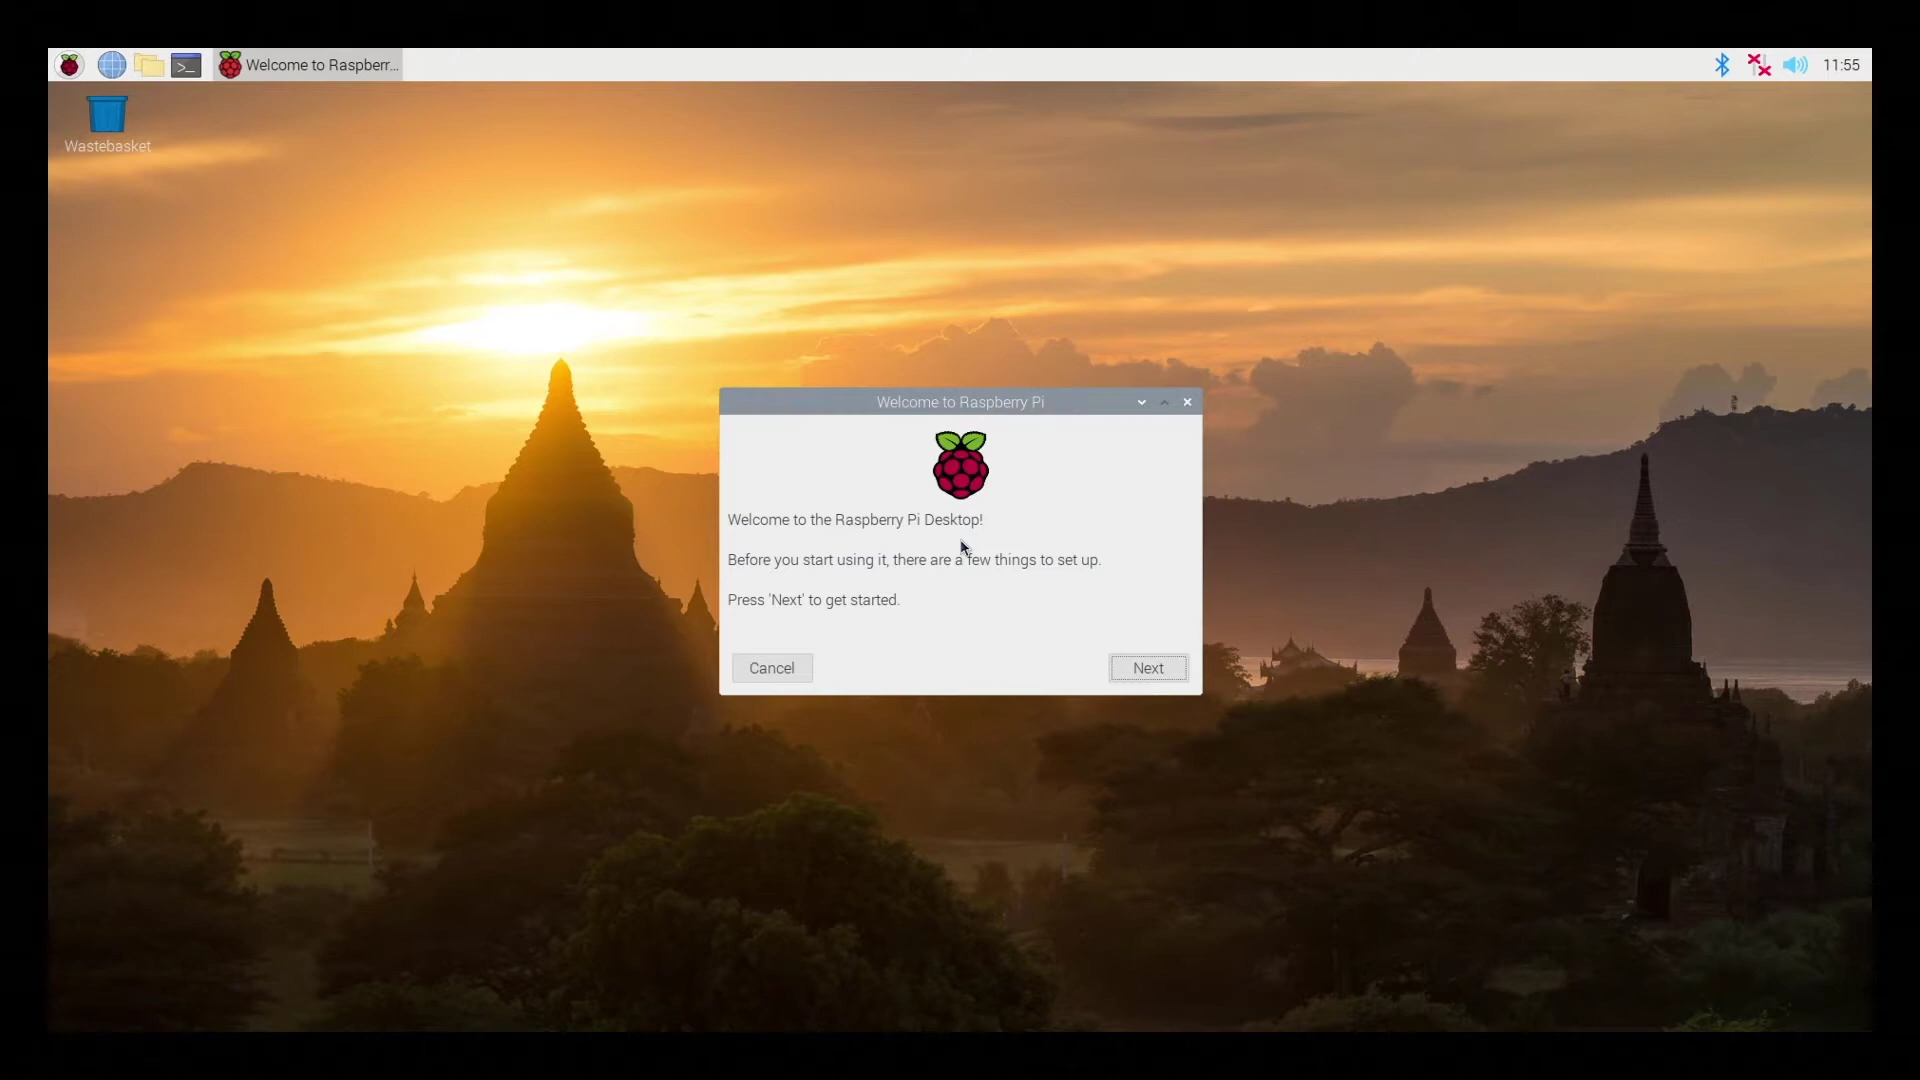 Welcome to Raspberr...
11:55
Wastebasket
Welcome to Raspberry Pi
Welcome to the Raspberry Pi Desktop!
Before you start using it, there are a few things to set up.
Press 'Next' to get started.
Cancel
Next